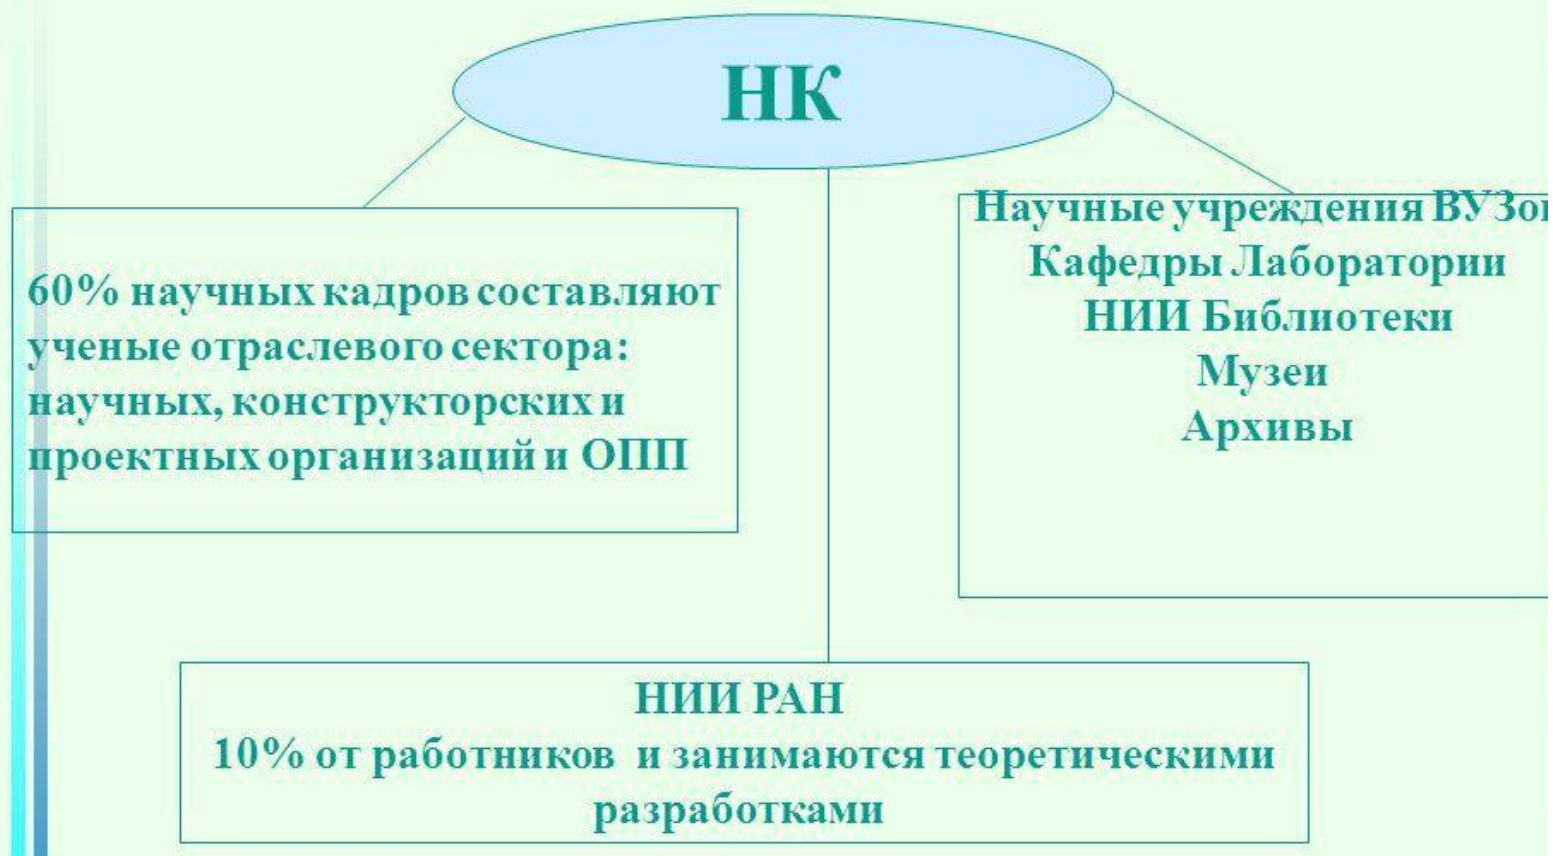 НК
60% научных кадров составляют
ученые отраслевого сектора:
научных, конструкторских и
проектных организаций и ОПП
Научные учреждения ВУЗов
Кафедры Лаборатории
НИИ Библиотеки
Музеи
Архивы
НИИ РАН
10% от работников и занимаются теоретическими
разработками